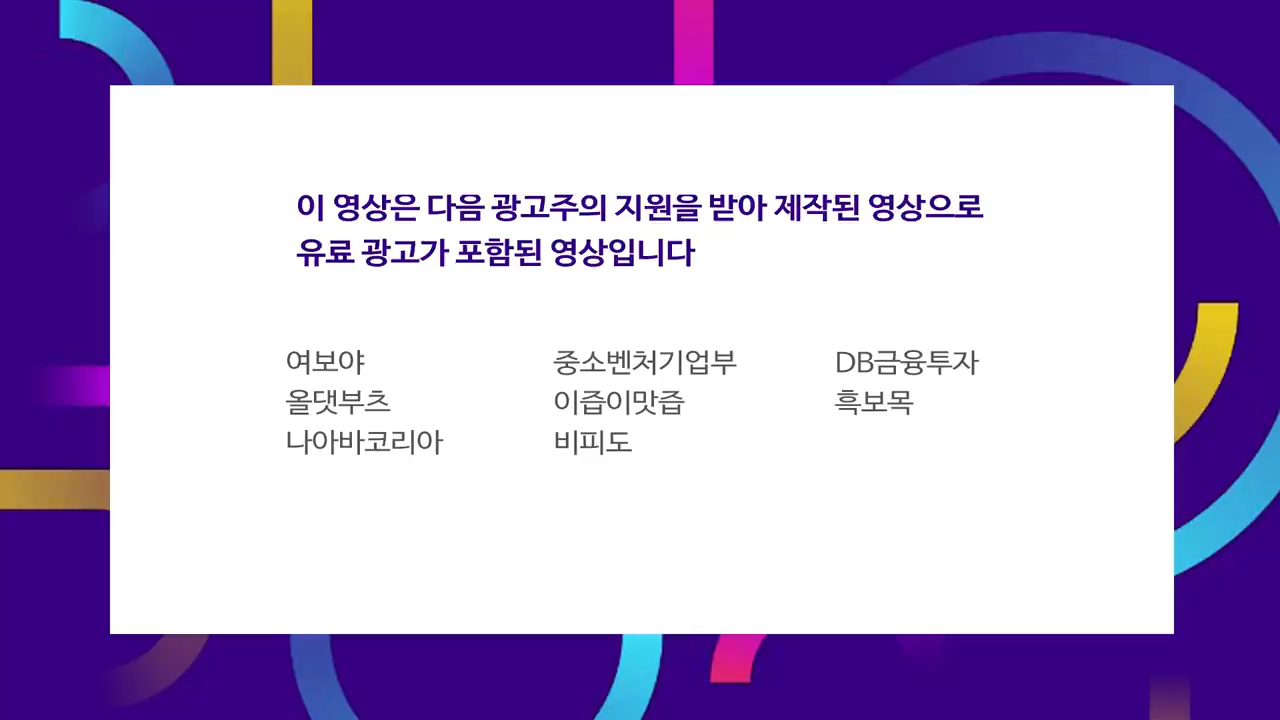 이 영상은 다음 광고주의 지원을 받아 제작된 영상으로
유료 광고가 포함된 영상입니다
여보야 중소벤처기업부 DB금융투자
올댓부츠 이즙이맛즙 흑보목
나아바코리아 비피도